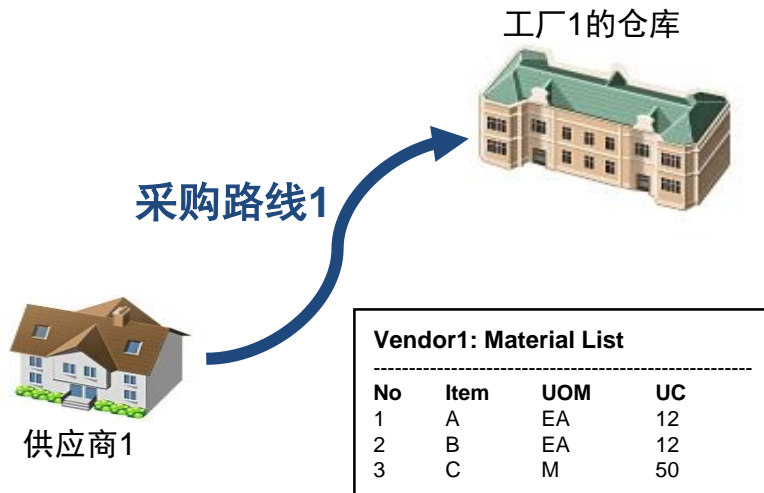 工厂1的仓库
采购路线1
供应商1
Vendor1: Material List
------------------------------------------------------
No Item UOM UC
1 A EA 12
2 B EA 12
3 C M 50